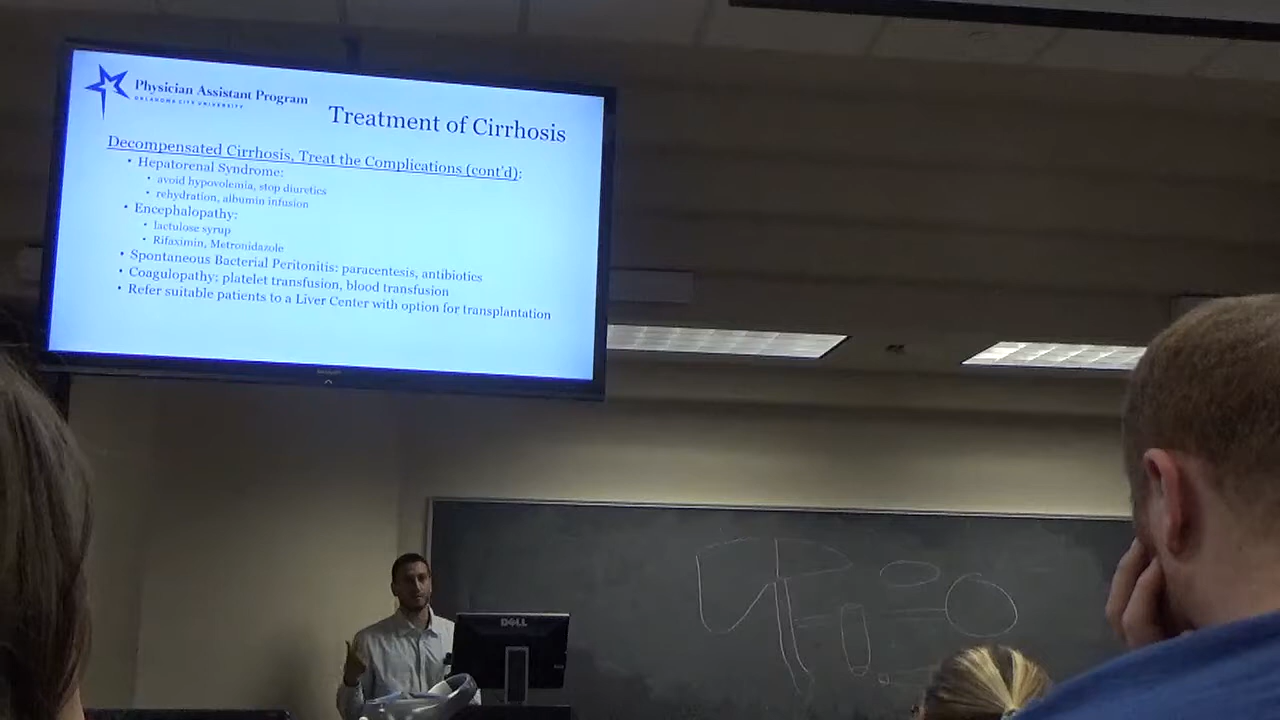 Physician Assistant Program
OKLAHOMA CITY UNIVERSITY
Treatment of Cirrhosis
Decompensated Cirrhosis, Treat the Complications (cont'd):
• Hepatorenal Syndrome:
• avoid hypovolemia, stop diuretics
• rehydration, albumin infusion
• Encephalopathy:
• lactulose syrup
• Rifaximin, Metronidazole
• Spontaneous Bacterial Peritonitis: paracentesis, antibiotics
• Coagulopathy: platelet transfusion, blood transfusion
• Refer suitable patients to a Liver Center with option for transplantation
DELL